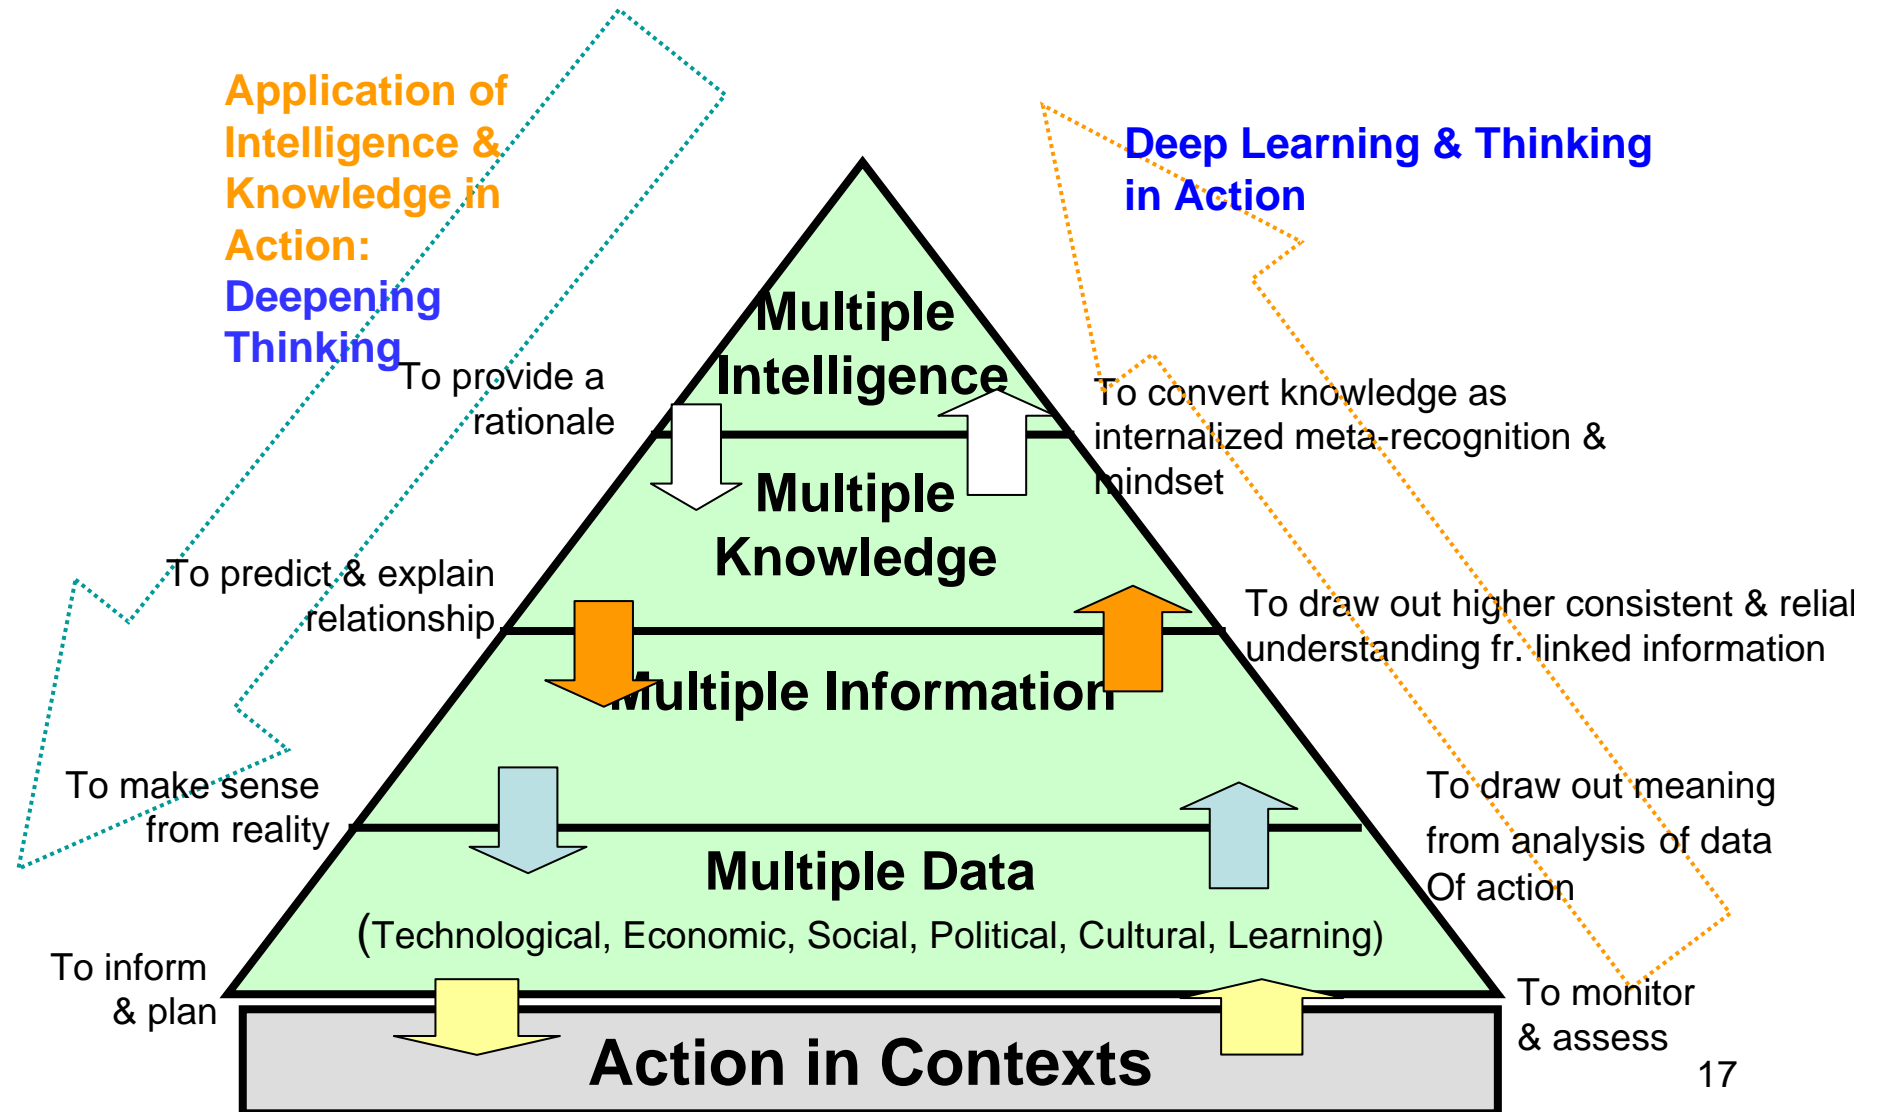 Application of
Intelligence &
Knowledge in
Action:
Deepening
Thinking
Deep Learning & Thinking
in Action
Multiple
Intelligence
To provide a
rationale
To convert knowledge as
internalized meta-recognition &
mindset
Multiple
Knowledge
To predict & explain
relationship
To draw out higher consistent & relial
understanding fr. linked information
Multiple Information
To make sense
from reality
To draw out meaning
from analysis of data
Of action
Multiple Data
(Technological, Economic, Social, Political, Cultural, Learning)
To inform
& plan
To monitor
& assess
Action in Contexts
17